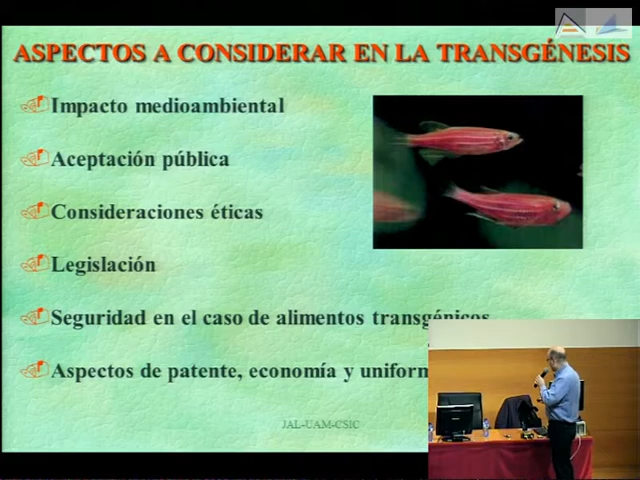 ASPECTOS A CONSIDERAR EN LA TRANSGÉNESIS
Impacto medioambiental
Aceptación pública
Consideraciones éticas
Legislación
Seguridad en el caso de alimentos transgénicos
Aspectos de patente, economía y uniform
JAL-UAM-CSIC